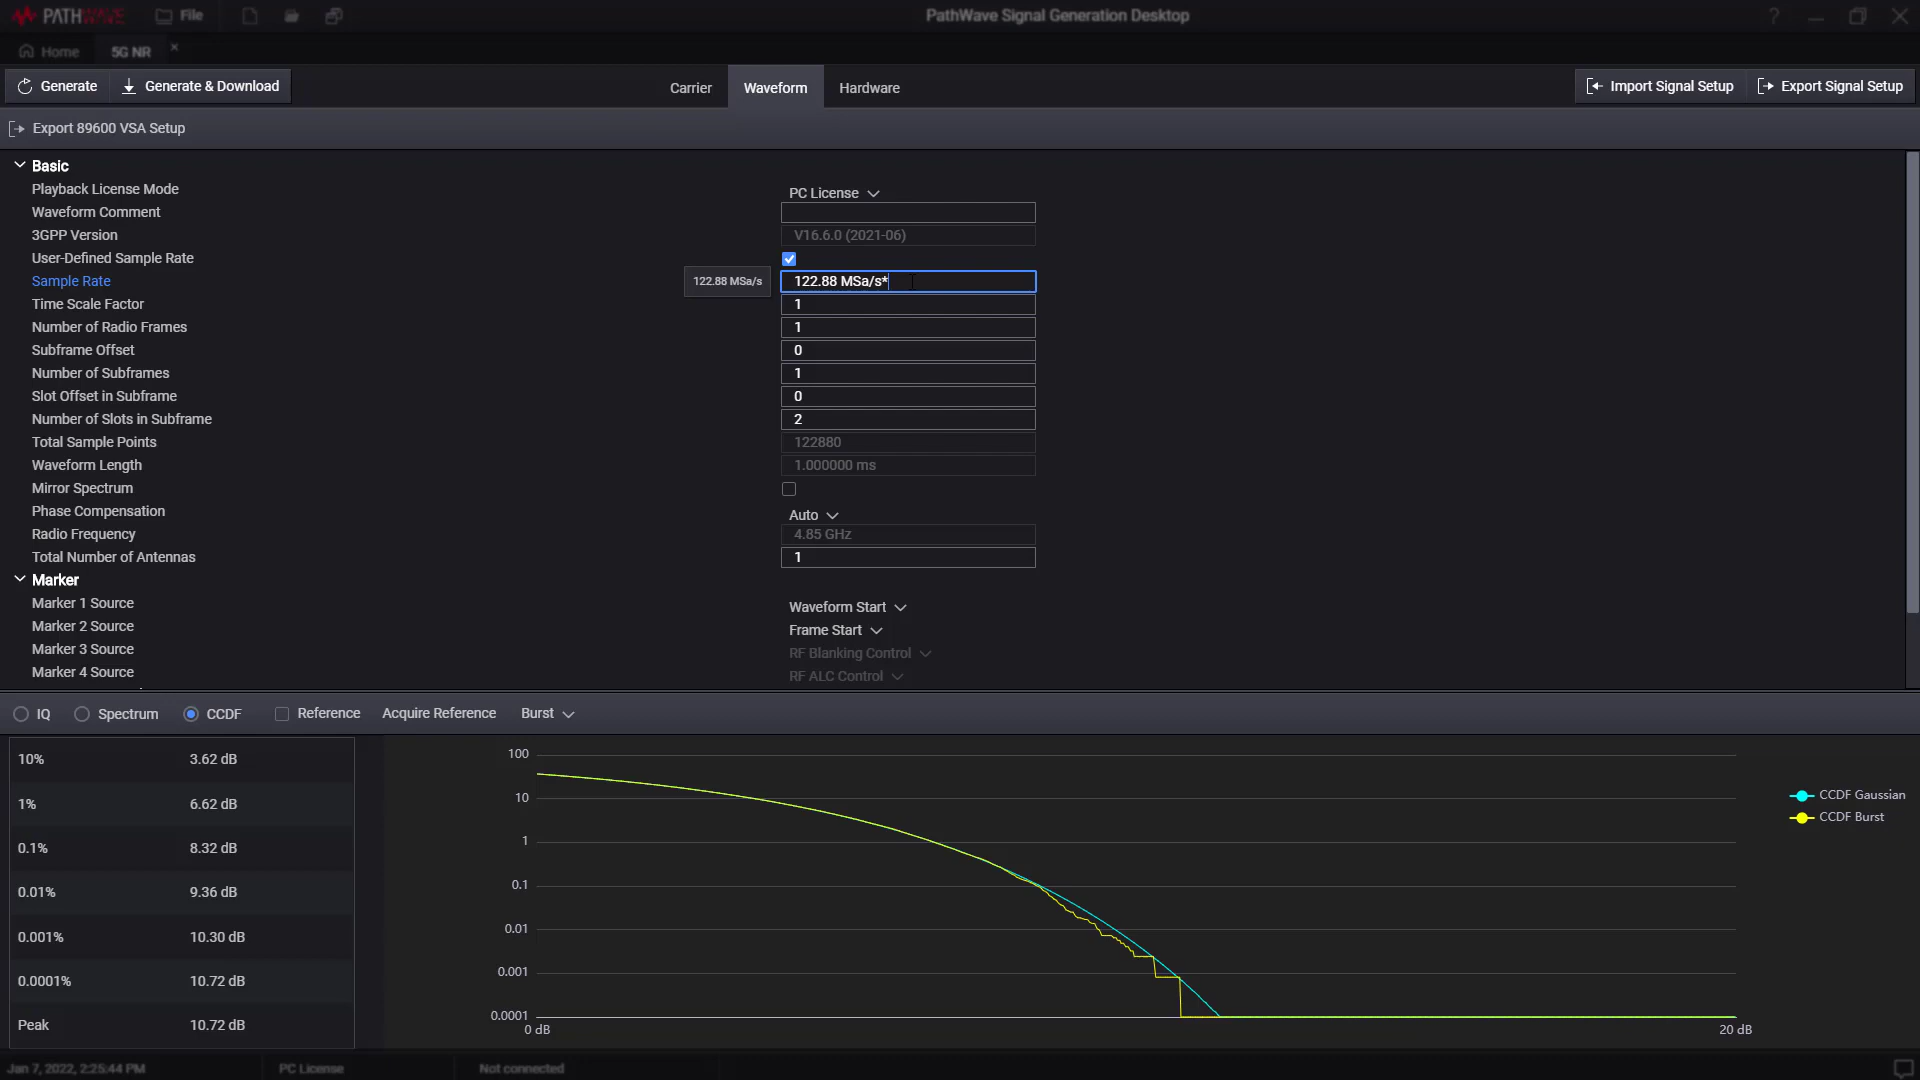 PATHWAVE File PathWave Signal Generation Desktop ?
Home 5G NR
Generate Generate & Download Carrier Waveform Hardware Import Signal Setup Export Signal Setup
Export 89600 VSA Setup
Basic
Playback License Mode PC License
Waveform Comment
3GPP Version V16.6.0 (2021-06)
User-Defined Sample Rate
Sample Rate 122.88 MSa/s 122.88 MSa/s*
Time Scale Factor 1
Number of Radio Frames 1
Subframe Offset 0
Number of Subframes 1
Slot Offset in Subframe 0
Number of Slots in Subframe 2
Total Sample Points 122880
Waveform Length 1.000000 ms
Mirror Spectrum
Phase Compensation Auto
Radio Frequency 4.85 GHz
Total Number of Antennas 1
Marker
Marker 1 Source Waveform Start
Marker 2 Source Frame Start
Marker 3 Source RF Blanking Control
Marker 4 Source RF ALC Control
IQ Spectrum CCDF Reference Acquire Reference Burst
10% 3.62 dB
1% 6.62 dB
0.1% 8.32 dB
0.01% 9.36 dB
0.001% 10.30 dB
0.0001% 10.72 dB
Peak 10.72 dB
100
10
1
0.1
0.01
0.001
0.0001
0 dB 20 dB
CCDF Gaussian
CCDF Burst
Jan 7, 2022, 2:25:44 PM PC License Not connected